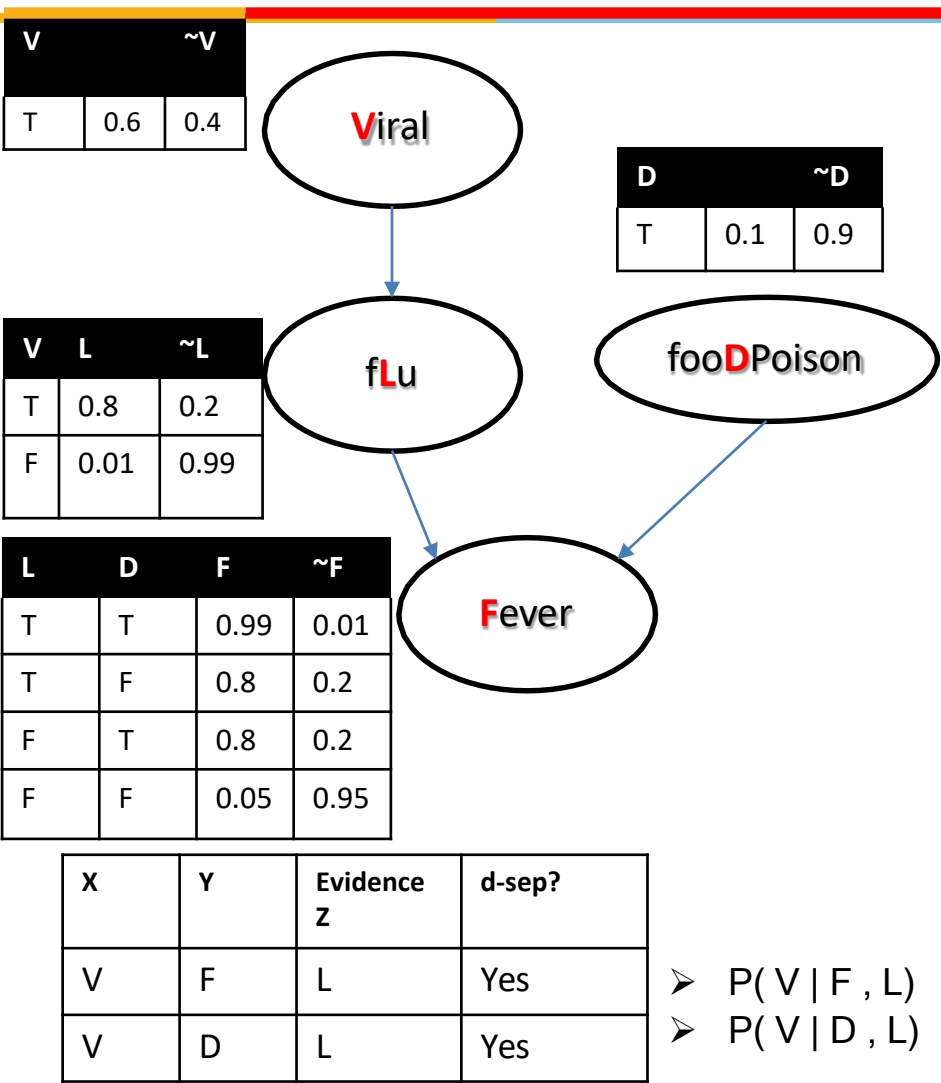 V ~V
T 0.6 0.4
Viral
D ~D
T 0.1 0.9
V L ~L
T 0.8 0.2
F 0.01 0.99
fLu
fooDPoison
L D F ~F
T T 0.99 0.01
T F 0.8 0.2
F T 0.8 0.2
F F 0.05 0.95
Fever
X Y Evidence Z d-sep?
V F L Yes
V D L Yes
➢ P( V | F , L)
➢ P( V | D , L)